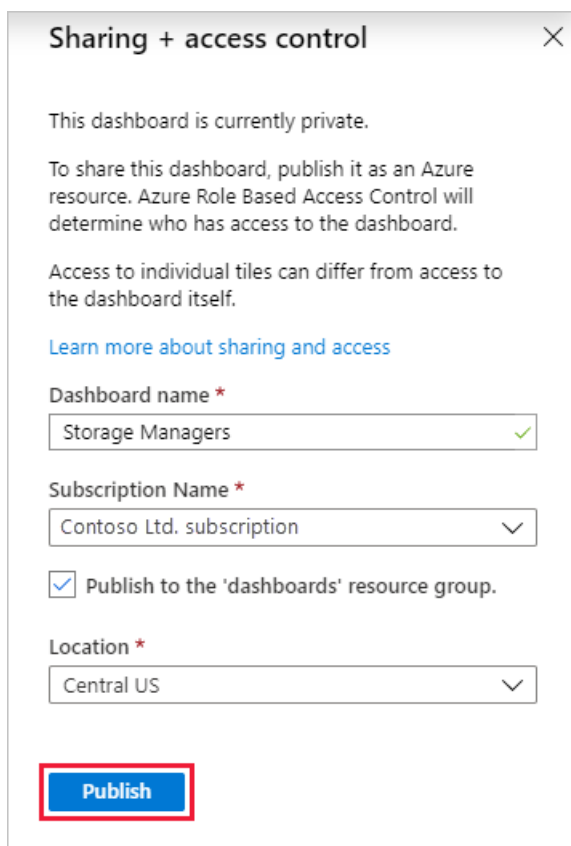 Sharing + access control
This dashboard is currently private.
To share this dashboard, publish it as an Azure
resource. Azure Role Based Access Control will
determine who has access to the dashboard.
Access to individual tiles can differ from access to
the dashboard itself.
Learn more about sharing and access
Dashboard name *
Storage Managers
Subscription Name *
Contoso Ltd. subscription
Publish to the 'dashboards' resource group.
Location *
Central US
Publish